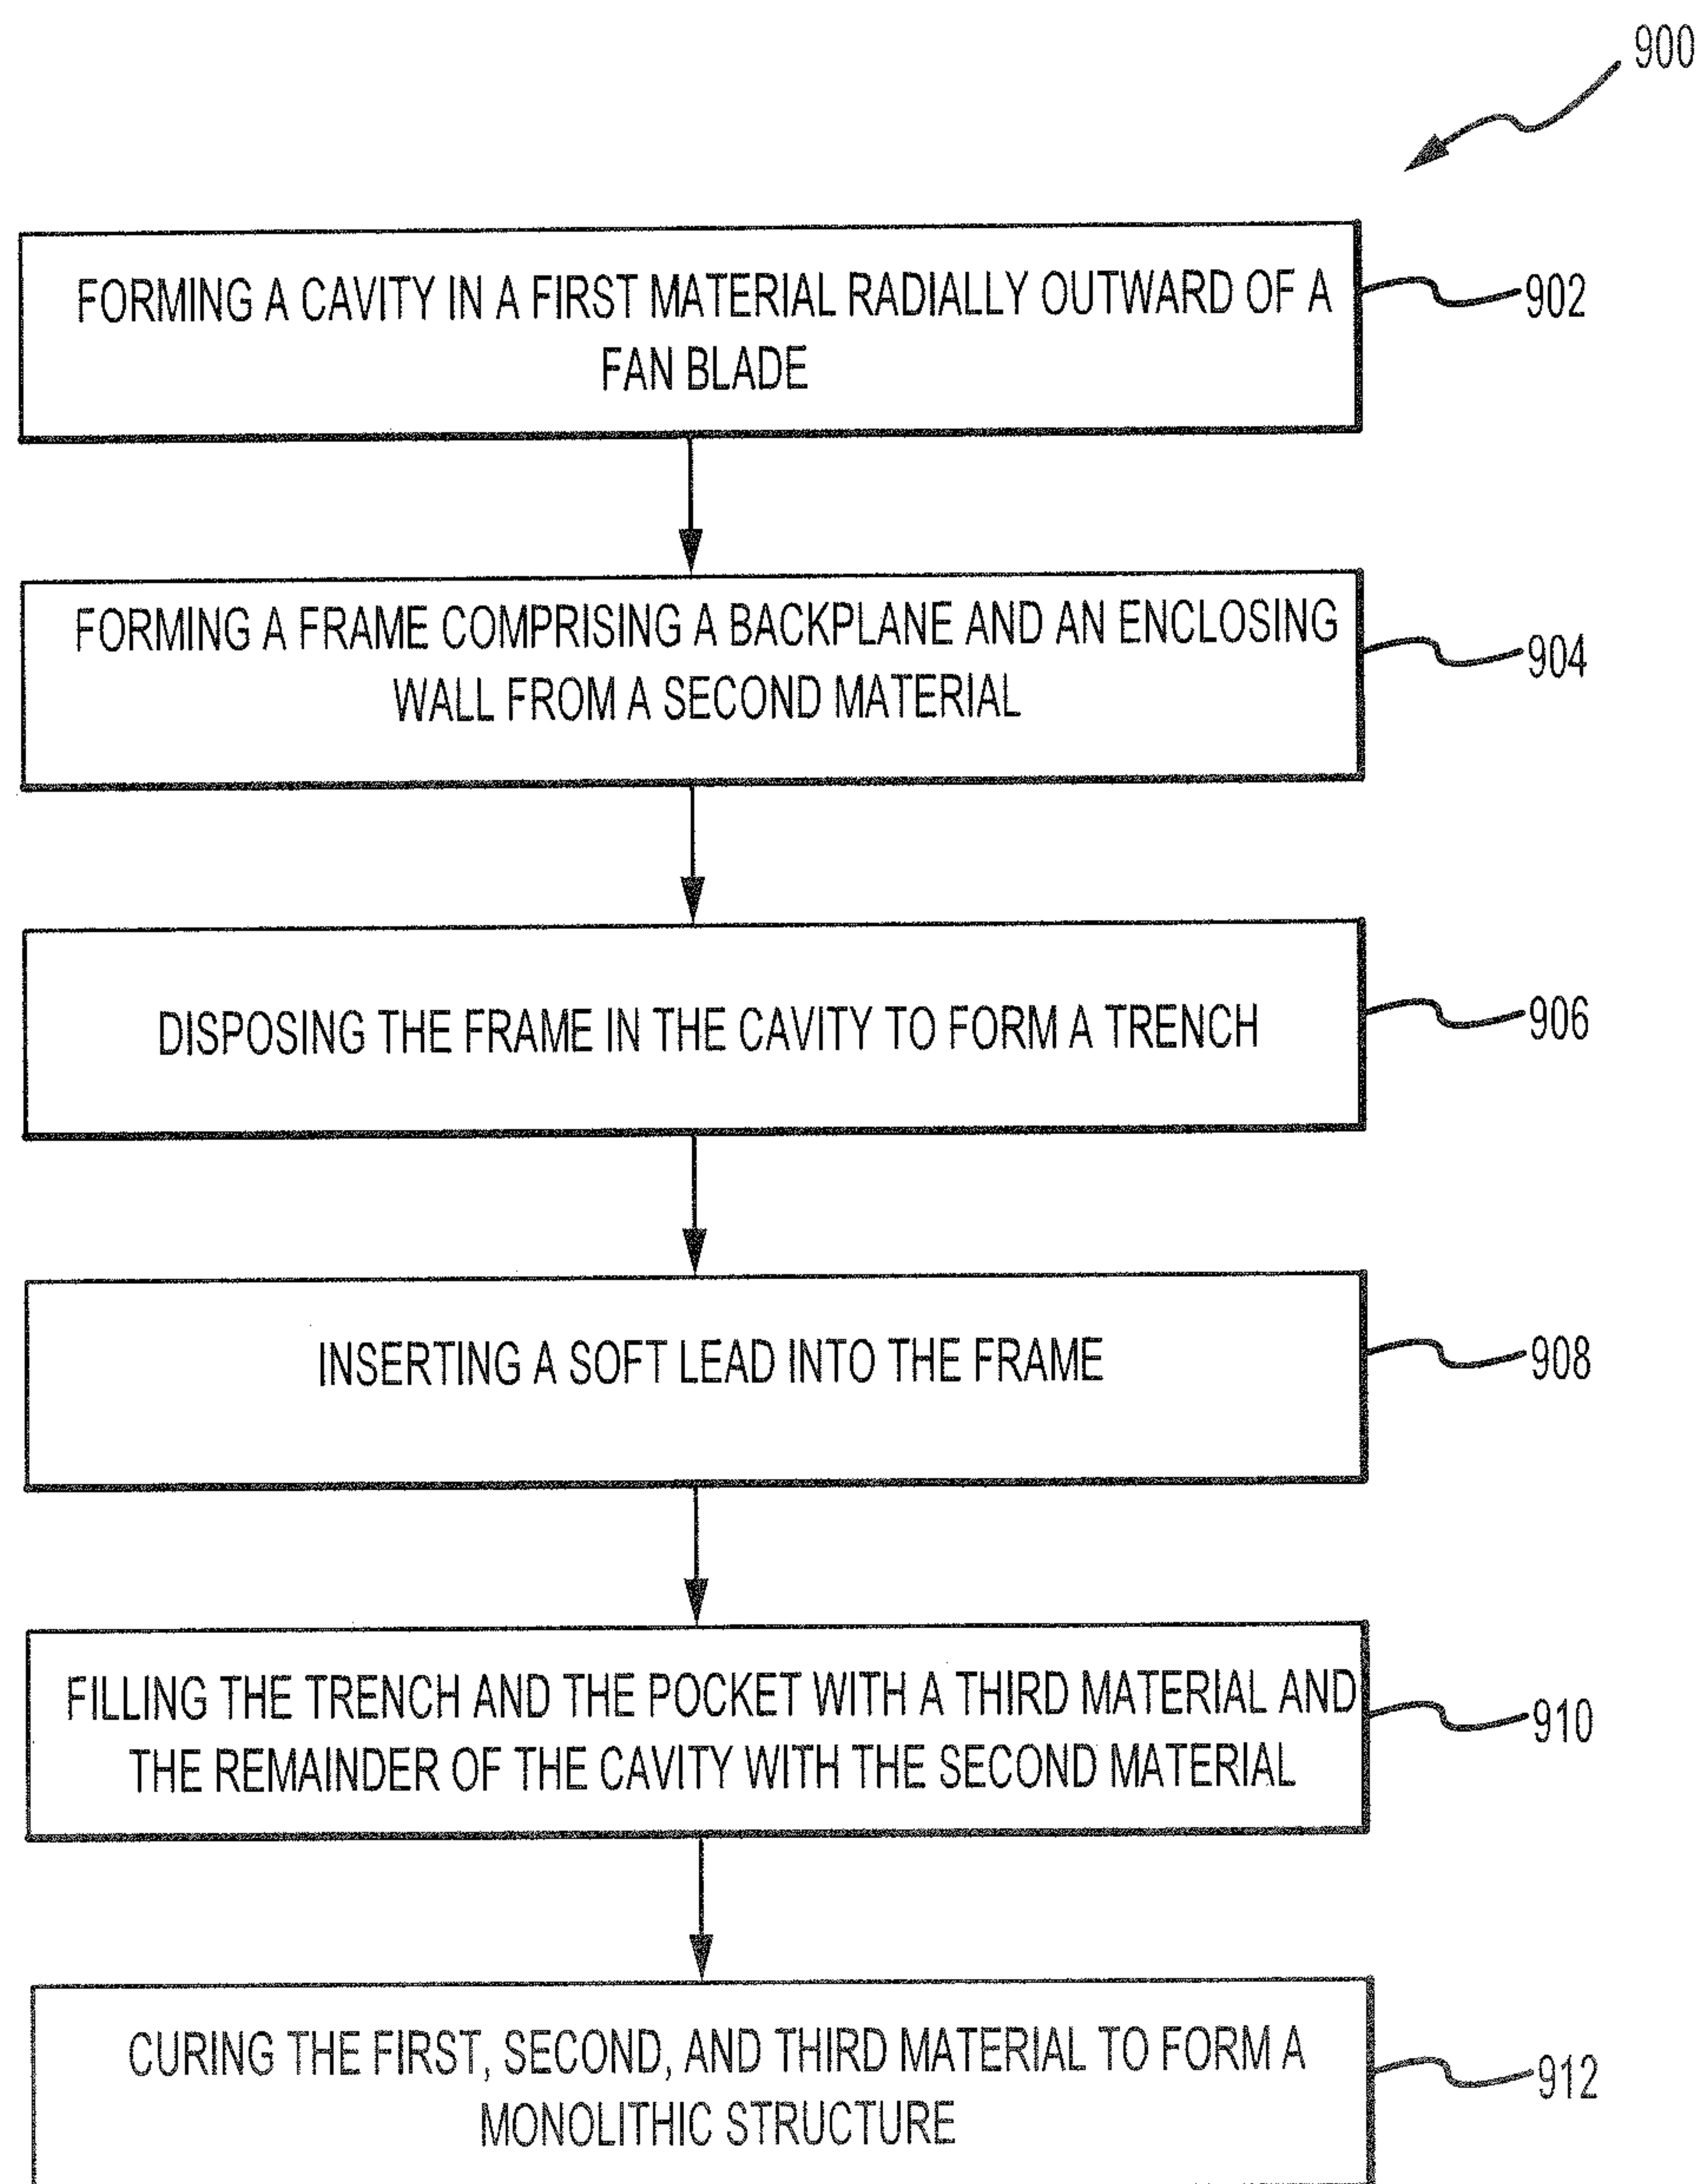 900
FORMING A CAVITY IN A FIRST MATERIAL RADIALLY OUTWARD OF A
FAN BLADE
902
FORMING A FRAME COMPRISING A BACKPLANE AND AN ENCLOSING
WALL FROM A SECOND MATERIAL
904
DISPOSING THE FRAME IN THE CAVITY TO FORM A TRENCH
906
INSERTING A SOFT LEAD INTO THE FRAME
908
FILLING THE TRENCH AND THE POCKET WITH A THIRD MATERIAL AND
THE REMAINDER OF THE CAVITY WITH THE SECOND MATERIAL
910
CURING THE FIRST, SECOND, AND THIRD MATERIAL TO FORM A
MONOLITHIC STRUCTURE
912